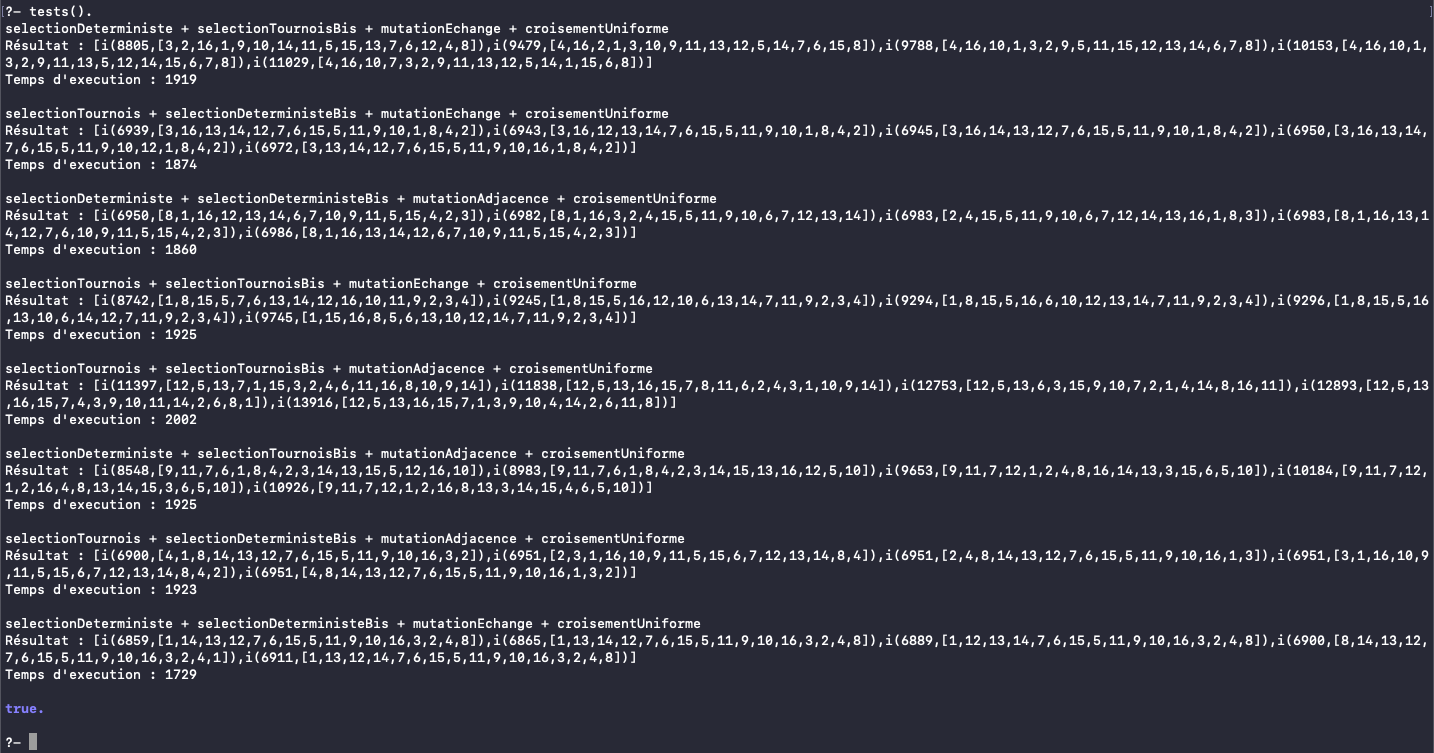 ?- tests().
selectionDeterministe + selectionTournoisBis + mutationEchange + croisementUniforme
Résultat : [i(8805,[3,2,16,1,9,10,14,11,5,15,13,7,6,12,4,8]),i(9479,[4,16,2,1,3,10,9,11,13,12,5,14,7,6,15,8]),i(9788,[4,16,10,1,3,2,9,5,11,15,12,13,14,6,7,8]),i(10153,[4,16,10,1,
3,2,9,11,13,5,12,14,15,6,7,8]),i(11029,[4,16,10,7,3,2,9,11,13,12,5,14,1,15,6,8])]
Temps d'execution : 1919
selectionTournois + selectionDeterministeBis + mutationEchange + croisementUniforme
Résultat : [i(6939,[3,16,13,14,12,7,6,15,5,11,9,10,1,8,4,2]),i(6943,[3,16,12,13,14,7,6,15,5,11,9,10,1,8,4,2]),i(6945,[3,16,14,13,12,7,6,15,5,11,9,10,1,8,4,2]),i(6950,[3,16,13,14,
7,6,15,5,11,9,10,12,1,8,4,2]),i(6972,[3,13,14,12,7,6,15,5,11,9,10,16,1,8,4,2])]
Temps d'execution : 1874
selectionDeterministe + selectionDeterministeBis + mutationAdjacence + croisementUniforme
Résultat : [i(6950,[8,1,16,12,13,14,6,7,10,9,11,5,15,4,2,3]),i(6982,[8,1,16,3,2,4,15,5,11,9,10,6,7,12,13,14]),i(6983,[2,4,15,5,11,9,10,6,7,12,14,13,16,1,8,3]),i(6983,[8,1,16,13,1
4,12,7,6,10,9,11,5,15,4,2,3]),i(6986,[8,1,16,13,14,12,6,7,10,9,11,5,15,4,2,3])]
Temps d'execution : 1860
selectionTournois + selectionTournoisBis + mutationEchange + croisementUniforme
Résultat : [i(8742,[1,8,15,5,7,6,13,14,12,16,10,11,9,2,3,4]),i(9245,[1,8,15,5,16,12,10,6,13,14,7,11,9,2,3,4]),i(9294,[1,8,15,5,16,6,10,12,13,14,7,11,9,2,3,4]),i(9296,[1,8,15,5,16
,13,10,6,14,12,7,11,9,2,3,4]),i(9745,[1,15,16,8,5,6,13,10,12,14,7,11,9,2,3,4])]
Temps d'execution : 1925
selectionTournois + selectionTournoisBis + mutationAdjacence + croisementUniforme
Résultat : [i(11397,[12,5,13,7,1,15,3,2,4,6,11,16,8,10,9,14]),i(11838,[12,5,13,16,15,7,8,11,6,2,4,3,1,10,9,14]),i(12753,[12,5,13,6,3,15,9,10,7,2,1,4,14,8,16,11]),i(12893,[12,5,13
,16,15,7,4,3,9,10,11,14,2,6,8,1]),i(13916,[12,5,13,16,15,7,1,3,9,10,4,14,2,6,11,8])]
Temps d'execution : 2002
selectionDeterministe + selectionTournoisBis + mutationAdjacence + croisementUniforme
Résultat : [i(8548,[9,11,7,6,1,8,4,2,3,14,13,15,5,12,16,10]),i(8983,[9,11,7,6,1,8,4,2,3,14,15,13,16,12,5,10]),i(9653,[9,11,7,12,1,2,4,8,16,14,13,3,15,6,5,10]),i(10184,[9,11,7,12,
1,2,16,4,8,13,14,15,3,6,5,10]),i(10926,[9,11,7,12,1,2,16,8,13,3,14,15,4,6,5,10])]
Temps d'execution : 1925
selectionTournois + selectionDeterministeBis + mutationAdjacence + croisementUniforme
Résultat : [i(6900,[4,1,8,14,13,12,7,6,15,5,11,9,10,16,3,2]),i(6951,[2,3,1,16,10,9,11,5,15,6,7,12,13,14,8,4]),i(6951,[2,4,8,14,13,12,7,6,15,5,11,9,10,16,1,3]),i(6951,[3,1,16,10,9
,11,5,15,6,7,12,13,14,8,4,2]),i(6951,[4,8,14,13,12,7,6,15,5,11,9,10,16,1,3,2])]
Temps d'execution : 1923
selectionDeterministe + selectionDeterministeBis + mutationEchange + croisementUniforme
Résultat : [i(6859,[1,14,13,12,7,6,15,5,11,9,10,16,3,2,4,8]),i(6865,[1,13,14,12,7,6,15,5,11,9,10,16,3,2,4,8]),i(6889,[1,12,13,14,7,6,15,5,11,9,10,16,3,2,4,8]),i(6900,[8,14,13,12,
7,6,15,5,11,9,10,16,3,2,4,1]),i(6911,[1,13,12,14,7,6,15,5,11,9,10,16,3,2,4,8])]
Temps d'execution : 1729
true.
?-